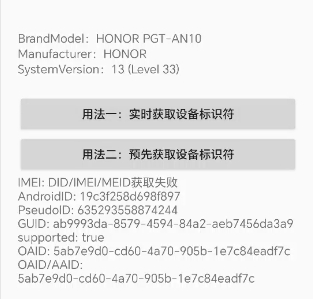 BrandModel：HONOR PGT-AN10
Manufacturer：HONOR
SystemVersion：13 (Level 33)
用法一：实时获取设备标识符
用法二：预先获取设备标识符
IMEI: DID/IMEI/MEID获取失败
AndroidID: 19c3f258d698f897
PseudoID: 635293558874244
GUID: ab9993da-8579-4594-84a2-aeb7456da3a9
supported: true
OAID: 5ab7e9d0-cd60-4a70-905b-1e7c84eadf7c
OAID/AAID:
5ab7e9d0-cd60-4a70-905b-1e7c84eadf7c